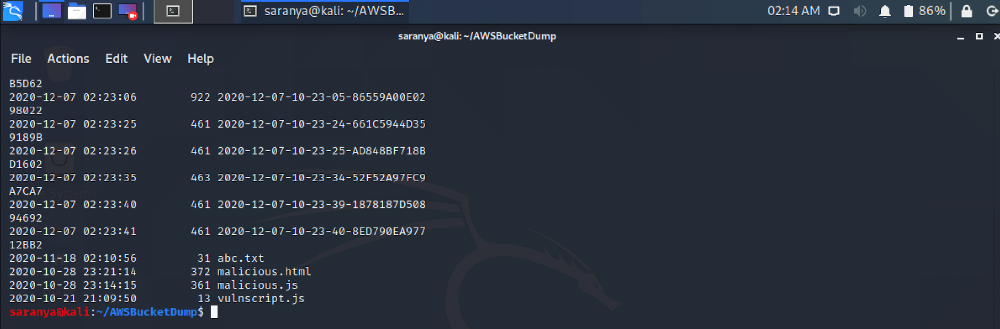 saranya@kali: ~/AWSB...
02:14 AM
86%
saranya@kali: ~/AWSBucketDump
File Actions Edit View Help
B5D62
2020-12-07 02:23:06 922 2020-12-07-10-23-05-86559A00E02
98022
2020-12-07 02:23:25 461 2020-12-07-10-23-24-661C5944D35
9189B
2020-12-07 02:23:26 461 2020-12-07-10-23-25-AD848BF718B
D1602
2020-12-07 02:23:35 463 2020-12-07-10-23-34-52F52A97FC9
A7CA7
2020-12-07 02:23:40 461 2020-12-07-10-23-39-1878187D508
94692
2020-12-07 02:23:41 461 2020-12-07-10-23-40-8ED790EA977
12BB2
2020-11-18 02:10:56 31 abc.txt
2020-10-28 23:21:14 372 malicious.html
2020-10-28 23:14:15 361 malicious.js
2020-10-21 21:09:50 13 vulnscript.js
saranya@kali:~/AWSBucketDump$